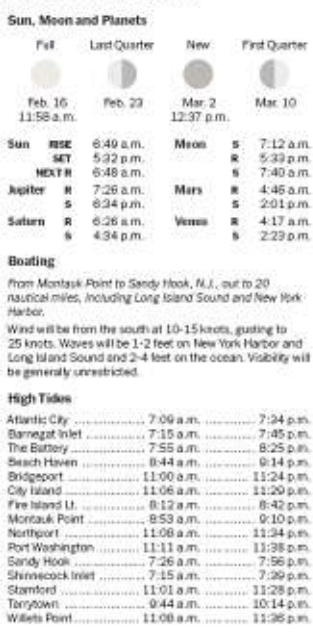 Sun, Moon and Planets
Full Last Quarter New First Quarter
Feb. 16 Feb. 23 Mar. 2 Mar. 10
11:58 a.m. 12:37 p.m.
Sun RISE 6:49 a.m. Moon S 7:12 a.m.
SET 5:32 p.m. R 5:33 p.m.
NEXT R 6:48 a.m. S 7:40 a.m.
Jupiter R 7:26 a.m. Mars R 4:46 a.m.
S 6:34 p.m. S 2:01 p.m.
Saturn R 6:26 a.m. Venus R 4:17 a.m.
S 4:34 p.m. S 2:23 p.m.
Boating
From Montauk Point to Sandy Hook, N.J., out to 20
nautical miles, including Long Island Sound and New York
Harbor.
Wind will be from the south at 10-15 knots, gusting to
25 knots. Waves will be 1-2 feet on New York Harbor and
Long Island Sound and 2-4 feet on the ocean. Visibility will
be generally unrestricted.
High Tides
Atlantic City .................. 7:09 a.m. ............ 7:34 p.m.
Barnegat Inlet ................ 7:15 a.m. ............ 7:45 p.m.
The Battery .................... 7:55 a.m. ............ 8:25 p.m.
Beach Haven .................. 8:44 a.m. ............ 9:14 p.m.
Bridgeport .................... 11:00 a.m. .......... 11:24 p.m.
City Island .................... 11:06 a.m. .......... 11:29 p.m.
Fire Island Lt. ................ 8:12 a.m. ............ 8:42 p.m.
Montauk Point ................ 8:53 a.m. ............ 9:10 p.m.
Northport ...................... 11:08 a.m. .......... 11:34 p.m.
Port Washington ............ 11:11 a.m. .......... 11:38 p.m.
Sandy Hook .................... 7:26 a.m. ............ 7:56 p.m.
Shinnecock Inlet ............ 7:15 a.m. ............ 7:39 p.m.
Stamford ...................... 11:01 a.m. .......... 11:28 p.m.
Tarrytown ...................... 9:44 a.m. .......... 10:14 p.m.
Willets Point .................. 11:08 a.m. .......... 11:36 p.m.